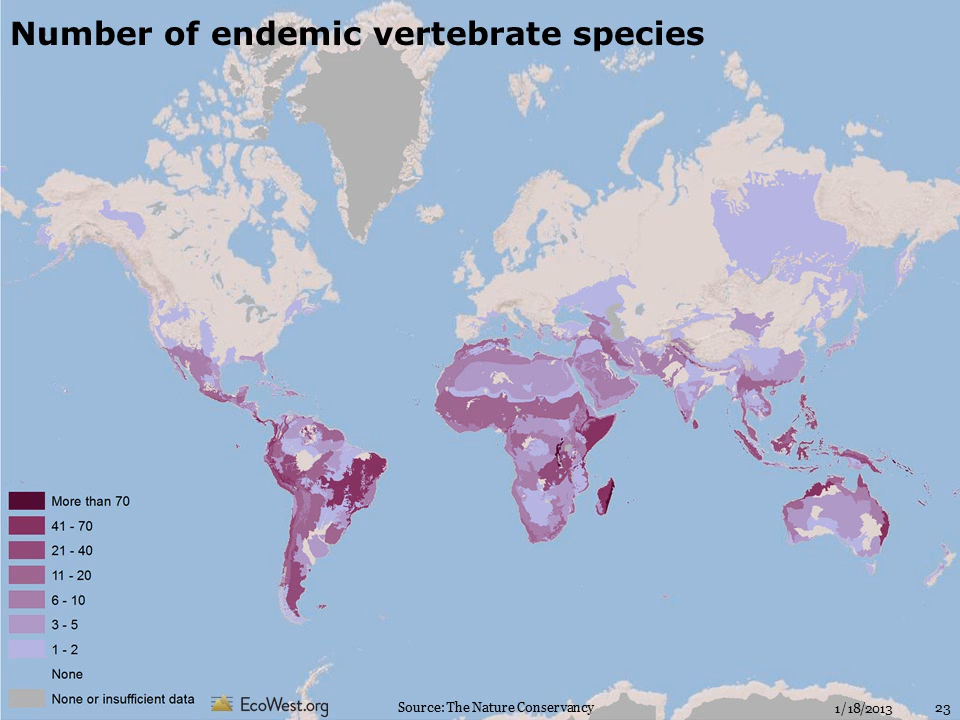 Number of endemic vertebrate species
More than 70
41 - 70
21 - 40
11 - 20
6 - 10
3 - 5
1 - 2
None
None or insufficient data
EcoWest.org
Source: The Nature Conservancy
1/18/2013
23